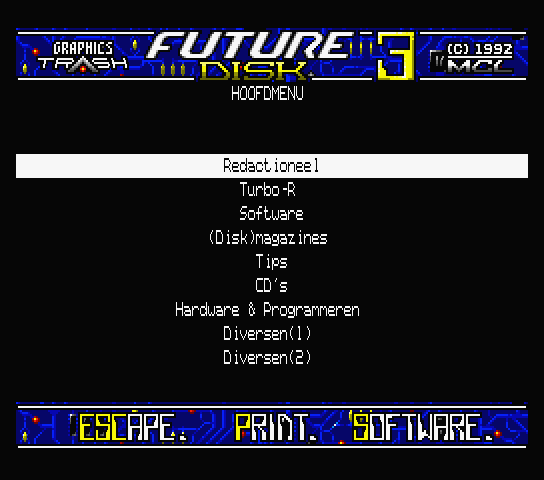 GRAPHICS
TRASH
FUTURE
DISK.
3
(C) 1992
MCL
HOOFDMENU
Redactioneel
Turbo-R
Software
(Disk)magazines
Tips
CD's
Hardware & Programmeren
Diversen(1)
Diversen(2)
ESCAPE. PRINT. SOFTWARE.